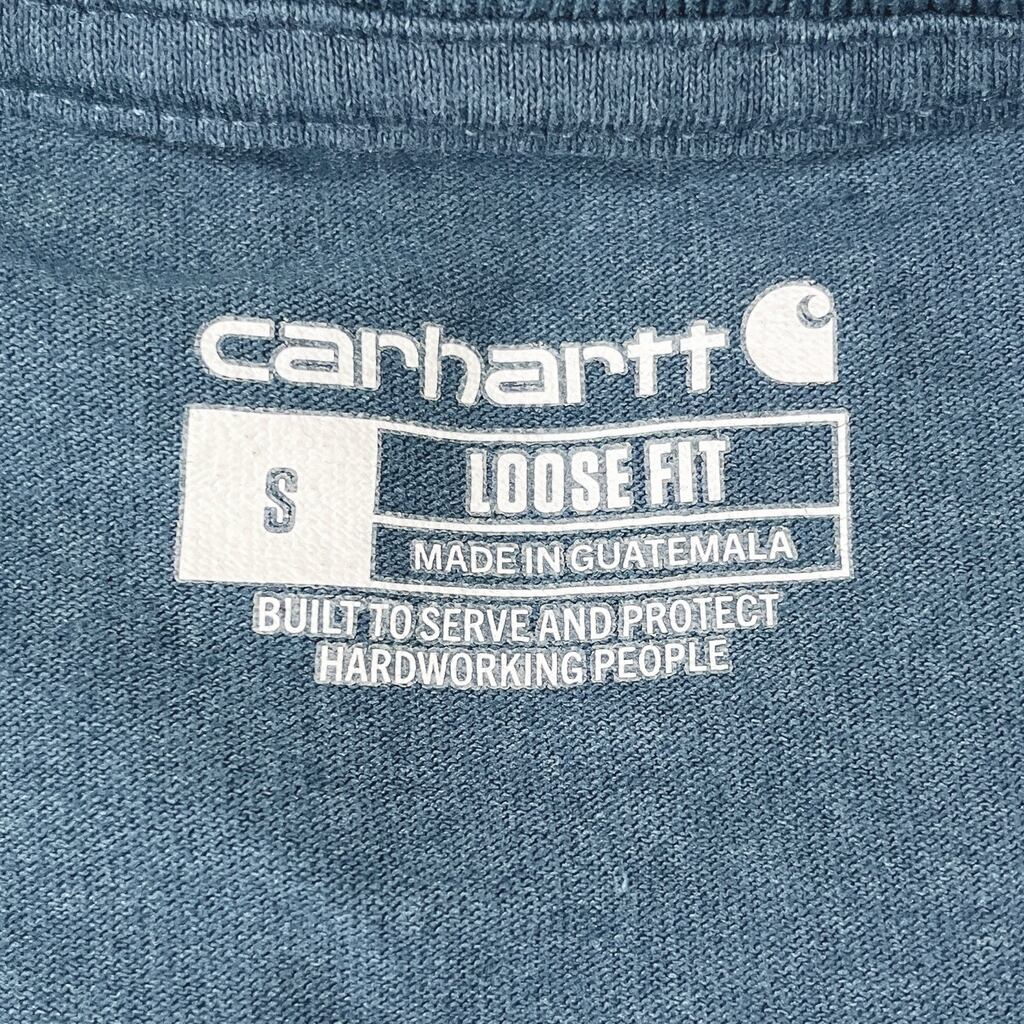 carhartt
S
LOOSE FIT
MADE IN GUATEMALA
BUILT TO SERVE AND PROTECT
HARDWORKING PEOPLE